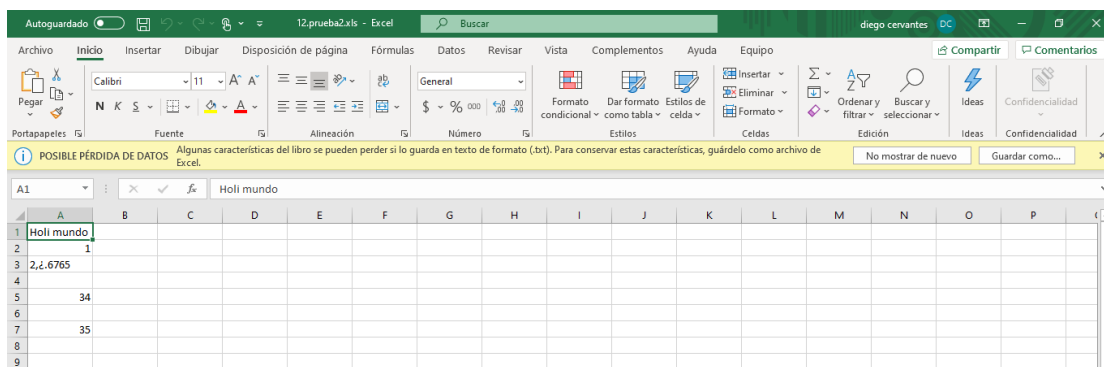 Autoguardado 12.prueba2.xls - Excel Buscar diego cervantes DC
Archivo Inicio Insertar Dibujar Disposición de página Fórmulas Datos Revisar Vista Complementos Ayuda Equipo Compartir Comentarios
Pegar Calibri 11 A A ab General Formato condicional Dar formato como tabla Estilos de celda Insertar Ordenar y filtrar Buscar y seleccionar Ideas Confidencialidad
Eliminar
N K S A $ % 000 Formato
Portapapeles Fuente Alineación Número Estilos Celdas Edición Ideas Confidencialidad
POSIBLE PÉRDIDA DE DATOS Algunas características del libro se pueden perder si lo guarda en texto de formato (.txt). Para conservar estas características, guárdelo como archivo de
Excel. No mostrar de nuevo Guardar como...
A1 fx Holi mundo
A B C D E F G H I J K L M N O P
1 Holi mundo
2 1
3 2,¿.6765
4
5 34
6
7 35
8
9